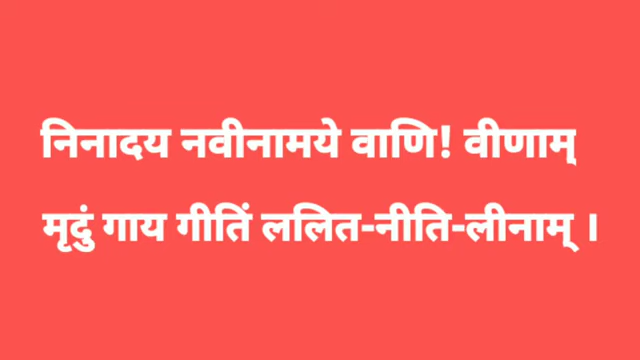 निनादय नवीनामये वाणि! वीणाम्
मृदुं गाय गीतिं ललित-नीति-लीनाम् ।